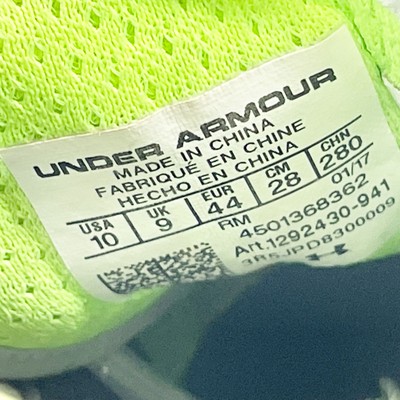 UNDER ARMOUR
MADE IN CHINA
FABRIQUÉ EN CHINE
HECHO EN CHINA
USA UK EUR CM CHN
10 9 44 28 280
RM 01/17
4501368362
Art.1292430-941
3R5JPD8300009